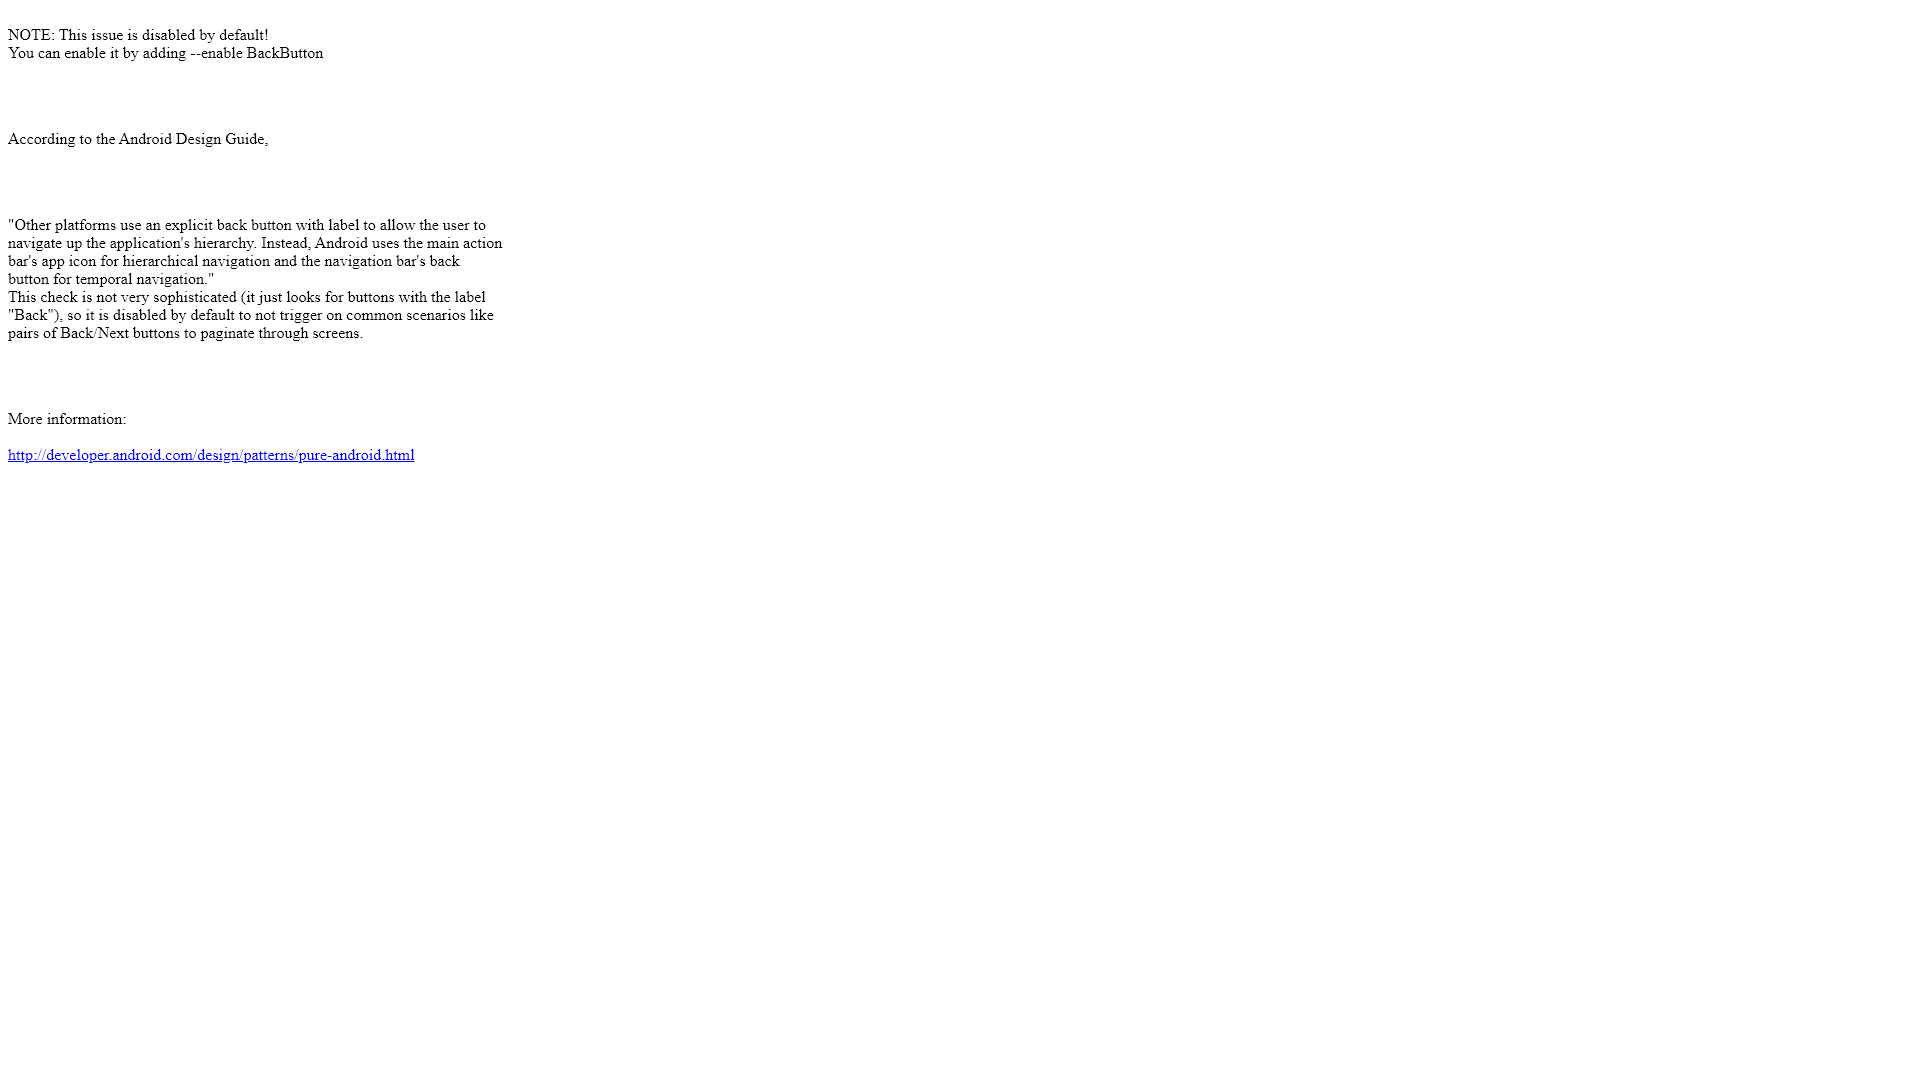 NOTE: This issue is disabled by default!
You can enable it by adding --enable BackButton
According to the Android Design Guide,
"Other platforms use an explicit back button with label to allow the user to
navigate up the application's hierarchy. Instead, Android uses the main action
bar's app icon for hierarchical navigation and the navigation bar's back
button for temporal navigation."
This check is not very sophisticated (it just looks for buttons with the label
"Back"), so it is disabled by default to not trigger on common scenarios like
pairs of Back/Next buttons to paginate through screens.
More information:
http://developer.android.com/design/patterns/pure-android.html